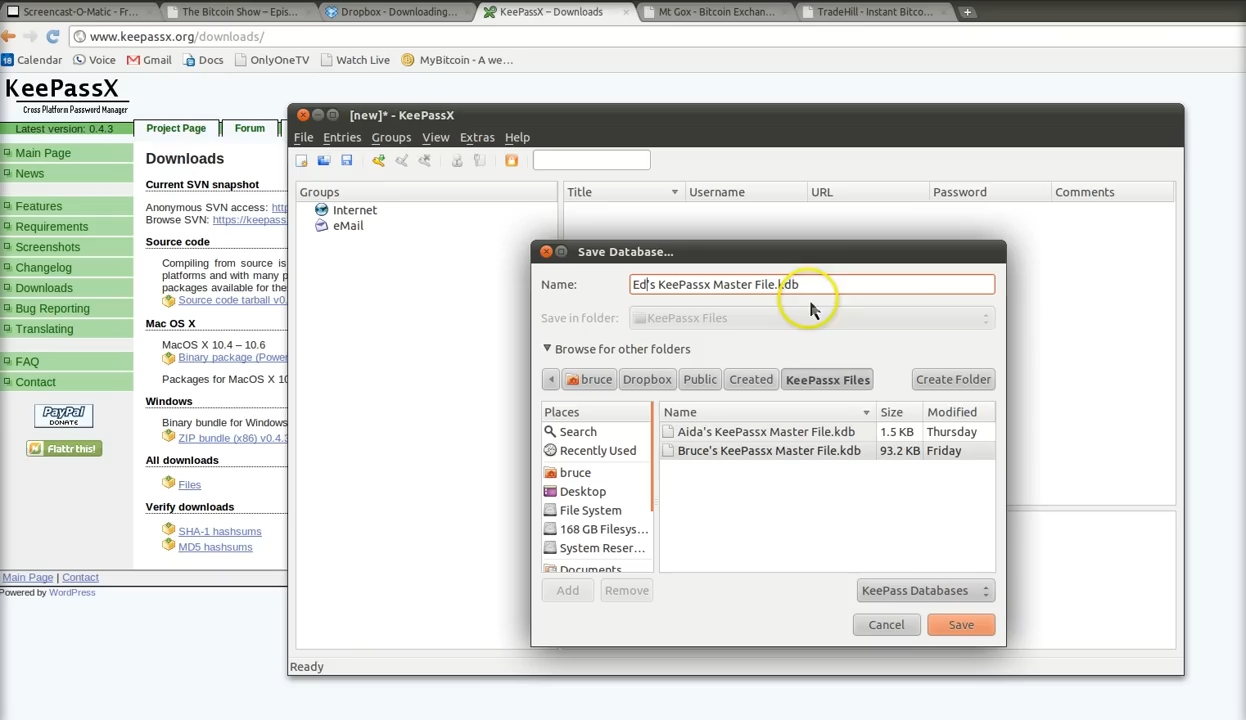 Screencast-O-Matic - Fr...
The Bitcoin Show – Epis...
Dropbox - Downloading...
KeePassX – Downloads
Mt Gox - Bitcoin Exchan...
TradeHill - Instant Bitco...
www.keepassx.org/downloads/
18 Calendar
Voice
Gmail
Docs
OnlyOneTV
Watch Live
MyBitcoin - A we...
KeePassX
Cross Platform Password Manager
Latest version: 0.4.3
Project Page
Forum
Main Page
News
Features
Requirements
Screenshots
Changelog
Downloads
Bug Reporting
Translating
FAQ
Contact
PayPal
DONATE
Flattr this!
Main Page | Contact
Powered by WordPress
Downloads
Current SVN snapshot
Anonymous SVN access: htt
Browse SVN: https://keepass
Source code
Compiling from source is
platforms and with many p
packages available for the
Source code tarball v0.
Mac OS X
MacOS X 10.4 – 10.6
Binary package (Power
Packages for MacOS X 10
Windows
Binary bundle for Windows
ZIP bundle (x86) v0.4.3
All downloads
Files
Verify downloads
SHA-1 hashsums
MD5 hashsums
[new]* - KeePassX
File Entries Groups View Extras Help
Groups
Internet
eMail
Title Username URL Password Comments
Save Database...
Name: Ed's KeePassx Master File.kdb
Save in folder: KeePassx Files
Browse for other folders
bruce Dropbox Public Created KeePassx Files Create Folder
Places
Search
Recently Used
bruce
Desktop
File System
168 GB Filesys...
System Reser...
Documents
Name Size Modified
Aida's KeePassx Master File.kdb 1.5 KB Thursday
Bruce's KeePassx Master File.kdb 93.2 KB Friday
Add Remove
KeePass Databases
Cancel Save
Ready